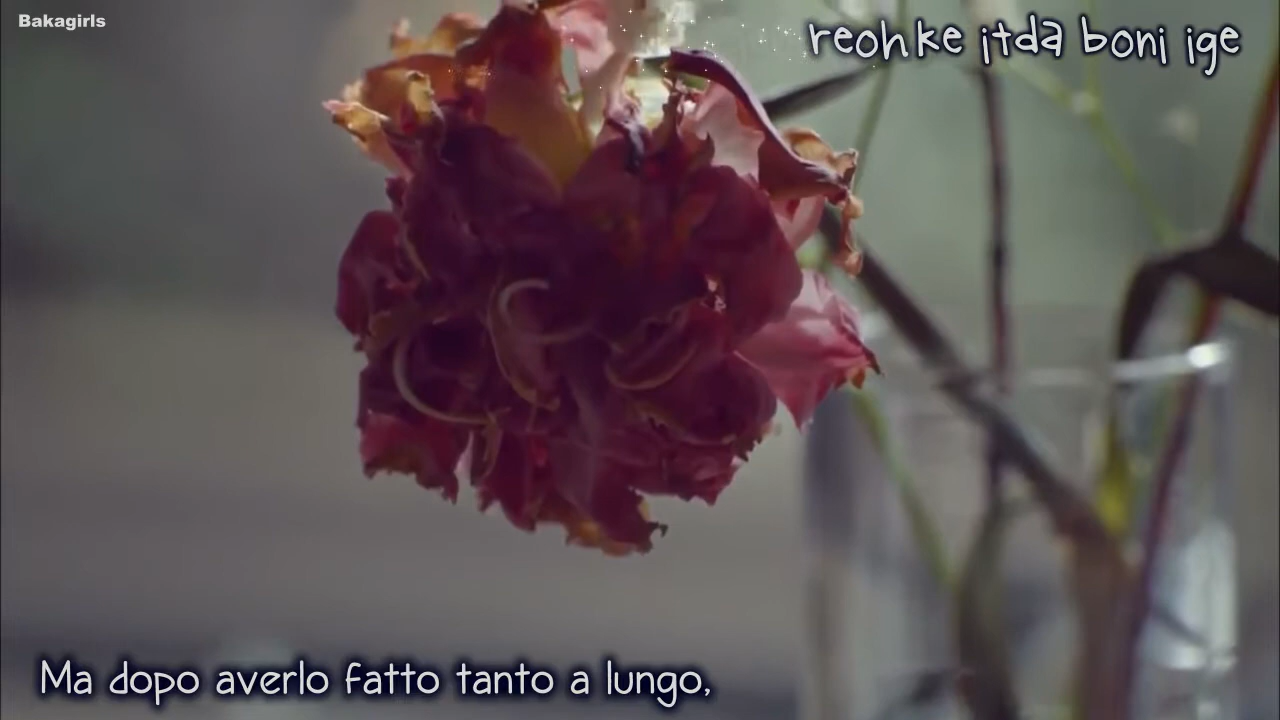 Bakagirls
reohke itda boni ige
Ma dopo averlo fatto tanto a lungo,